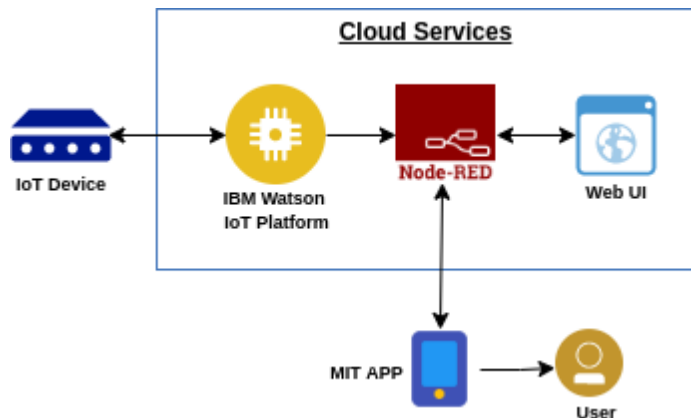 Cloud Services
IoT Device
IBM Watson
IoT Platform
Node-RED
Web UI
MIT APP
User